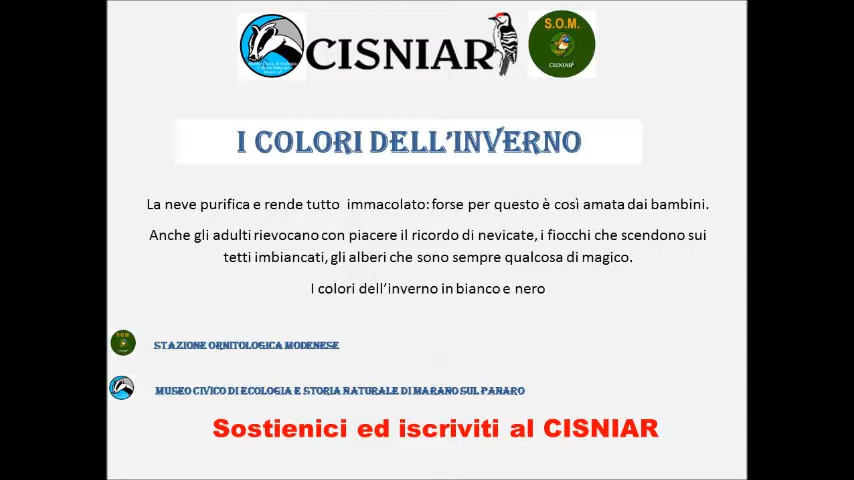 CISNIAR
S.O.M.
CISNIAR
I COLORI DELL'INVERNO
La neve purifica e rende tutto immacolato: forse per questo è così amata dai bambini.
Anche gli adulti rievocano con piacere il ricordo di nevicate, i fiocchi che scendono sui
tetti imbiancati, gli alberi che sono sempre qualcosa di magico.
I colori dell'inverno in bianco e nero
STAZIONE ORNITOLOGICA MODENESE
MUSEO CIVICO DI ECOLOGIA E STORIA NATURALE DI MARANO SUL PANARO
Sostienici ed iscriviti al CISNIAR